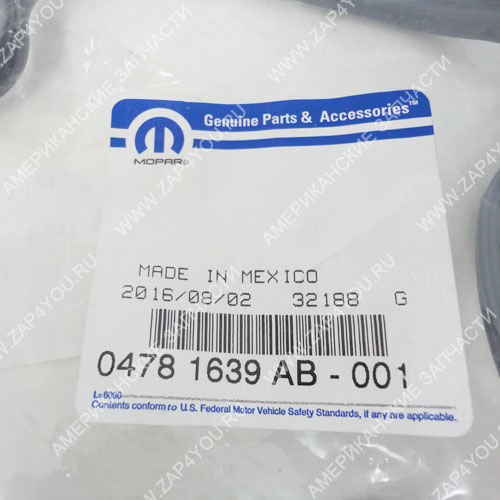 Genuine Parts & Accessories™
MOPAR®
MADE IN MEXICO
2016/08/02 32188 G
0478 1639 AB - 001
L=6000
Contents conform to U.S. Federal Motor Vehicle Safety Standards, if any are applicable.
АМЕРИКАНСКИЕ ЗАПЧАСТИ
WWW.ZAP4YOU.RU